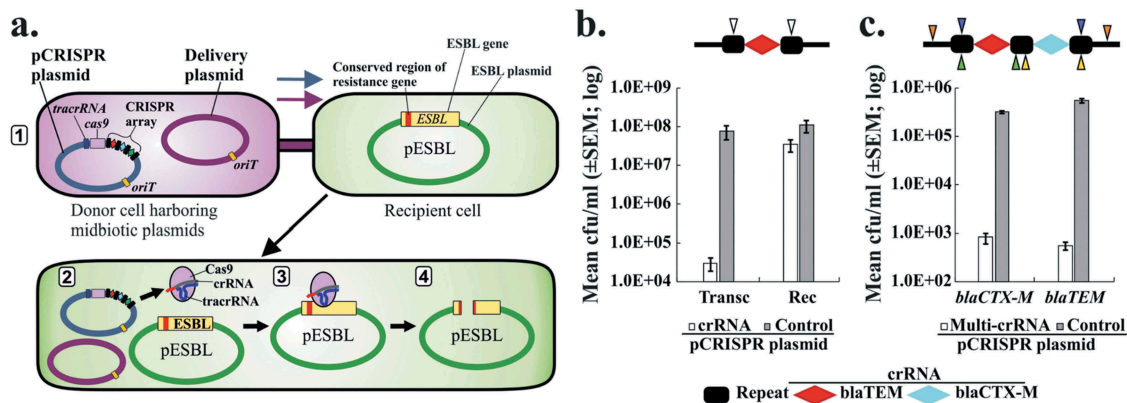 a.
pCRISPR
plasmid
Delivery
plasmid
Conserved region of
resistance gene
ESBL gene
ESBL plasmid
1
tracrRNA
cas9
CRISPR
array
oriT
oriT
ESBL
pESBL
Donor cell harboring
midbiotic plasmids
Recipient cell
2
Cas9
crRNA
tracrRNA
3
4
ESBL
pESBL
pESBL
pESBL
b.
Mean cfu/ml (±SEM; log)
1.0E+09
1.0E+08
1.0E+07
1.0E+06
1.0E+05
1.0E+04
Transc Rec
crRNA Control
pCRISPR plasmid
c.
Mean cfu/ml (±SEM; log)
1.0E+06
1.0E+05
1.0E+04
1.0E+03
1.0E+02
blaCTX-M blaTEM
Multi-crRNA Control
pCRISPR plasmid
crRNA
Repeat blaTEM blaCTX-M